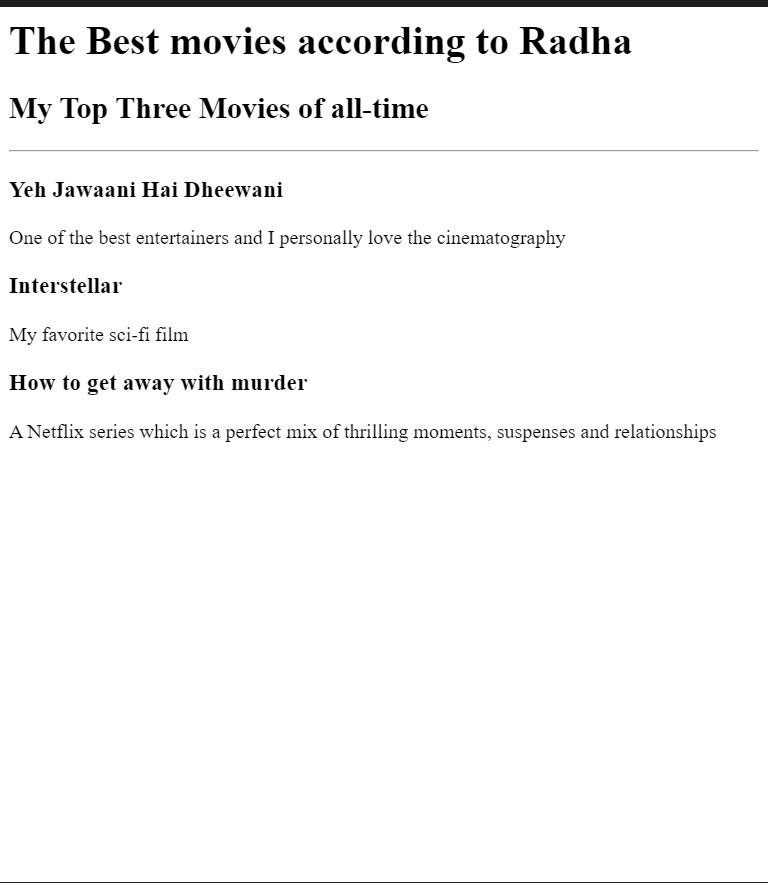 The Best movies according to Radha
My Top Three Movies of all-time
Yeh Jawaani Hai Dheewani
One of the best entertainers and I personally love the cinematography
Interstellar
My favorite sci-fi film
How to get away with murder
A Netflix series which is a perfect mix of thrilling moments, suspenses and relationships